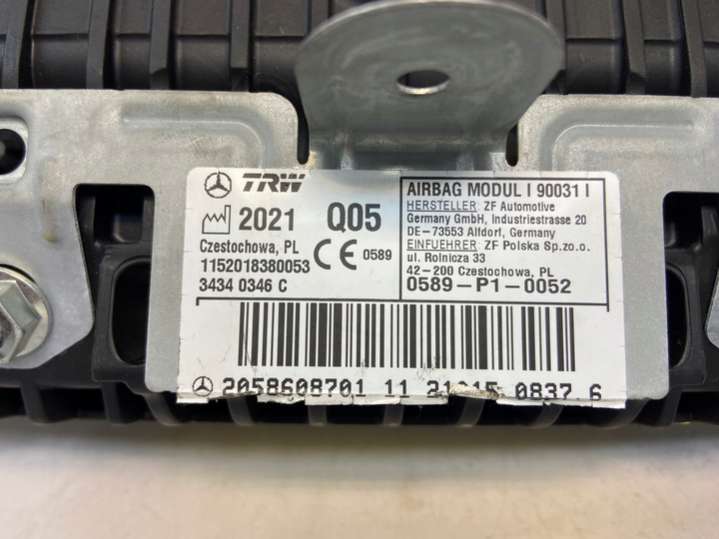 TRW
2021 Q05
Czestochowa, PL
1152018380053
3434 0346 C
CE 0589
AIRBAG MODUL I 90031 I
HERSTELLER: ZF Automotive
Germany GmbH, Industriestrasse 20
DE-73553 Alfdorf, Germany
EINFUEHRER: ZF Polska Sp.zo.o.
ul. Rolnicza 33
42-200 Czestochowa, PL
0589-P1-0052
2058608701 11 0837 6